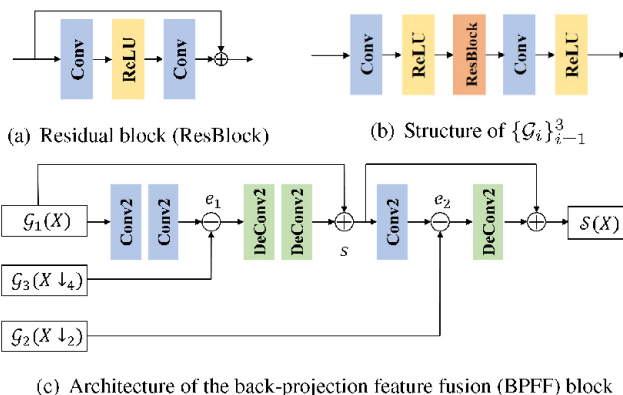 Conv
ReLU
Conv
(a) Residual block (ResBlock)
Conv
ReLU
ResBlock
Conv
ReLU
(b) Structure of {𝒢ᵢ}³ᵢ₋₁
𝒢₁(X)
Conv2
Conv2
e₁
DeConv2
DeConv2
s
Conv2
e₂
DeConv2
𝒮(X)
𝒢₃(X ↓₄)
𝒢₂(X ↓₂)
(c) Architecture of the back-projection feature fusion (BPFF) block